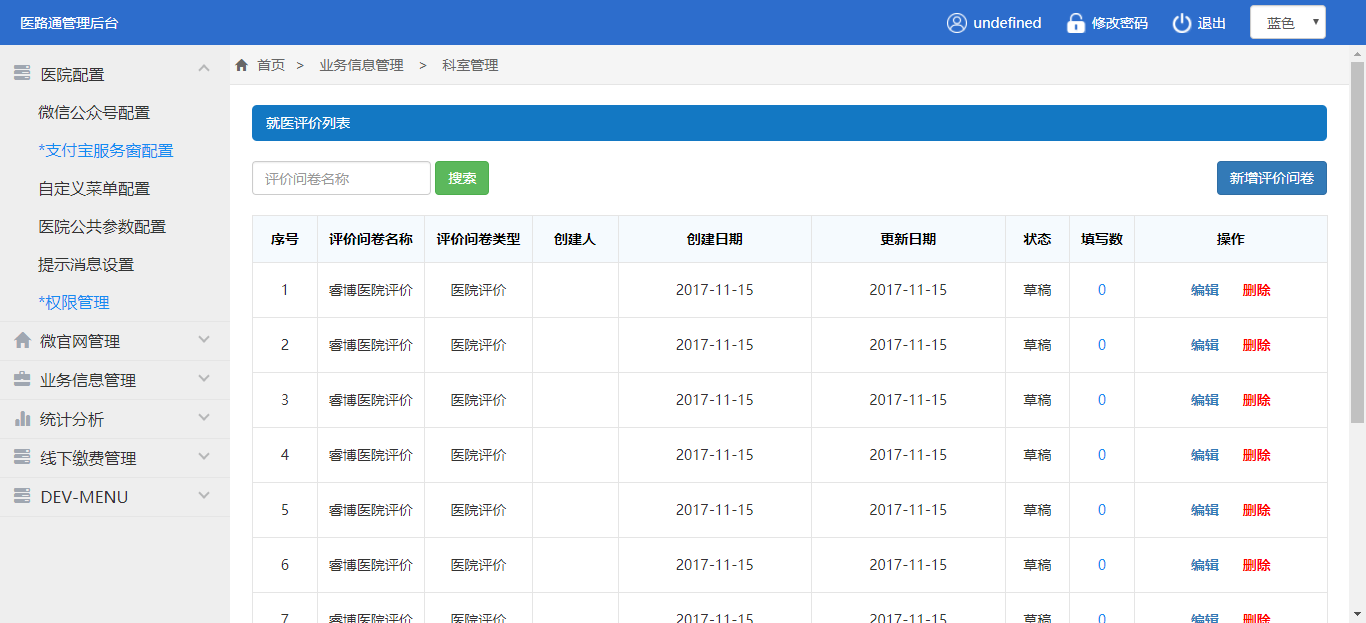 医路通管理后台 undefined 修改密码 退出 蓝色
医院配置
微信公众号配置
*支付宝服务窗配置
自定义菜单配置
医院公共参数配置
提示消息设置
*权限管理
微官网管理
业务信息管理
统计分析
线下缴费管理
DEV-MENU
首页 > 业务信息管理 > 科室管理
就医评价列表
评价问卷名称 搜索 新增评价问卷
序号 评价问卷名称 评价问卷类型 创建人 创建日期 更新日期 状态 填写数 操作
1 睿博医院评价 医院评价 2017-11-15 2017-11-15 草稿 0 编辑 删除
2 睿博医院评价 医院评价 2017-11-15 2017-11-15 草稿 0 编辑 删除
3 睿博医院评价 医院评价 2017-11-15 2017-11-15 草稿 0 编辑 删除
4 睿博医院评价 医院评价 2017-11-15 2017-11-15 草稿 0 编辑 删除
5 睿博医院评价 医院评价 2017-11-15 2017-11-15 草稿 0 编辑 删除
6 睿博医院评价 医院评价 2017-11-15 2017-11-15 草稿 0 编辑 删除
7 睿博医院评价 医院评价 2017-11-15 2017-11-15 草稿 0 编辑 删除